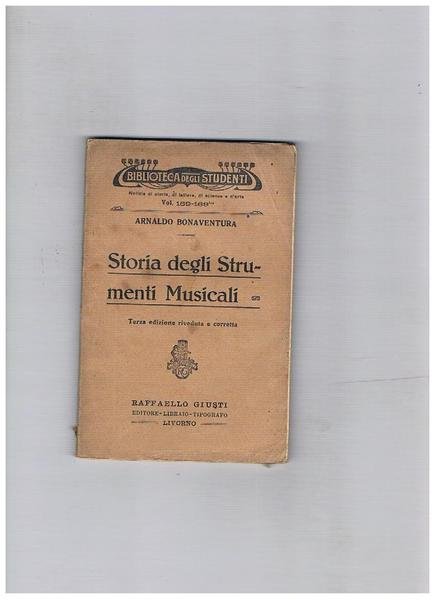 BIBLIOTECA DEGLI STUDENTI
Notizie di storia, di lettere, di scienze e d'arte
Vol.
ARNALDO BONAVENTURA
Storia degli Stru-
menti Musicali
Terza edizione riveduta e corretta
RAFFAELLO GIUSTI
EDITORE-LIBRAIO-TIPOGRAFO
LIVORNO